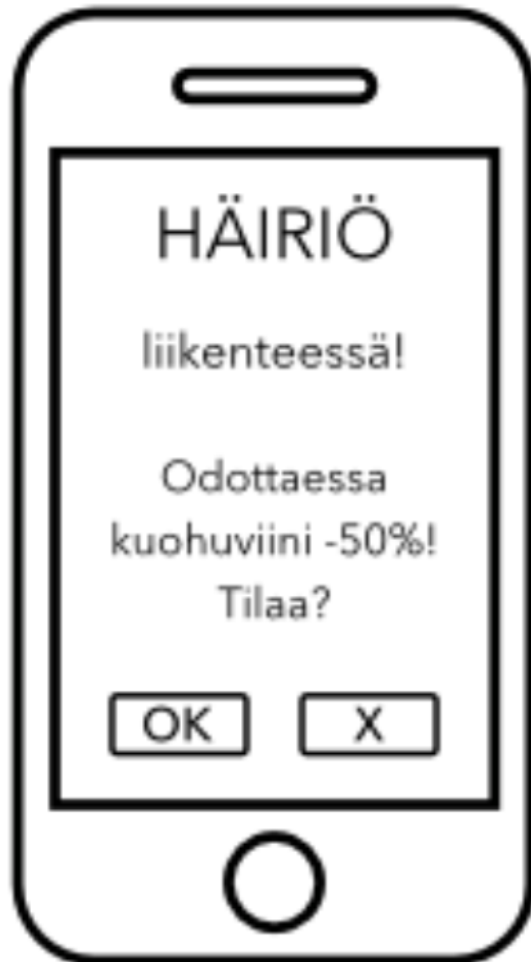 HÄIRIÖ
liikenteessä!
Odottaessa
kuohuviini -50%!
Tilaa?
OK X